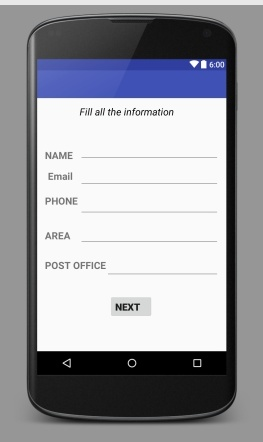 6:00
Fill all the information
NAME
Email
PHONE
AREA
POST OFFICE
NEXT